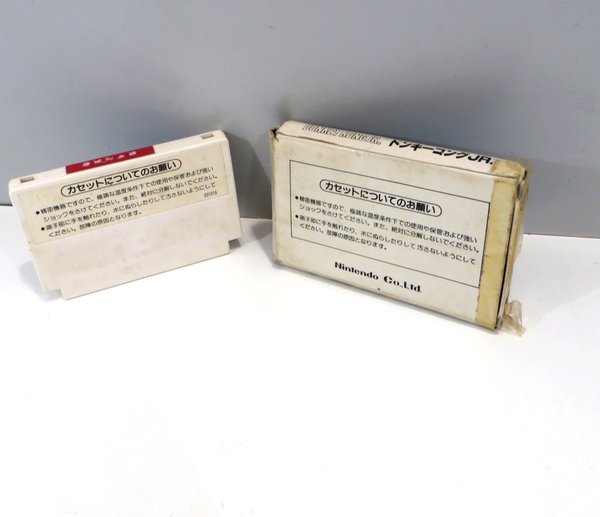 カセットについてのお願い
●精密機器ですので、極端な温度条件下での使用や保管および強い
ショックをさけてください。また、絶対に分解しないでください。
●端子部に手を触れたり、水にぬらしたりして汚さないようにして
ください。故障の原因となります。
DONKEY KONG JR. ドンキーコングJR.
カセットについてのお願い
●精密機器ですので、極端な温度条件下での使用や保管および強い
ショックをさけてください。また、絶対に分解しないでください。
●端子部に手を触れたり、水にぬらしたりして汚さないようにして
ください。故障の原因となります。
Nintendo Co.,Ltd.